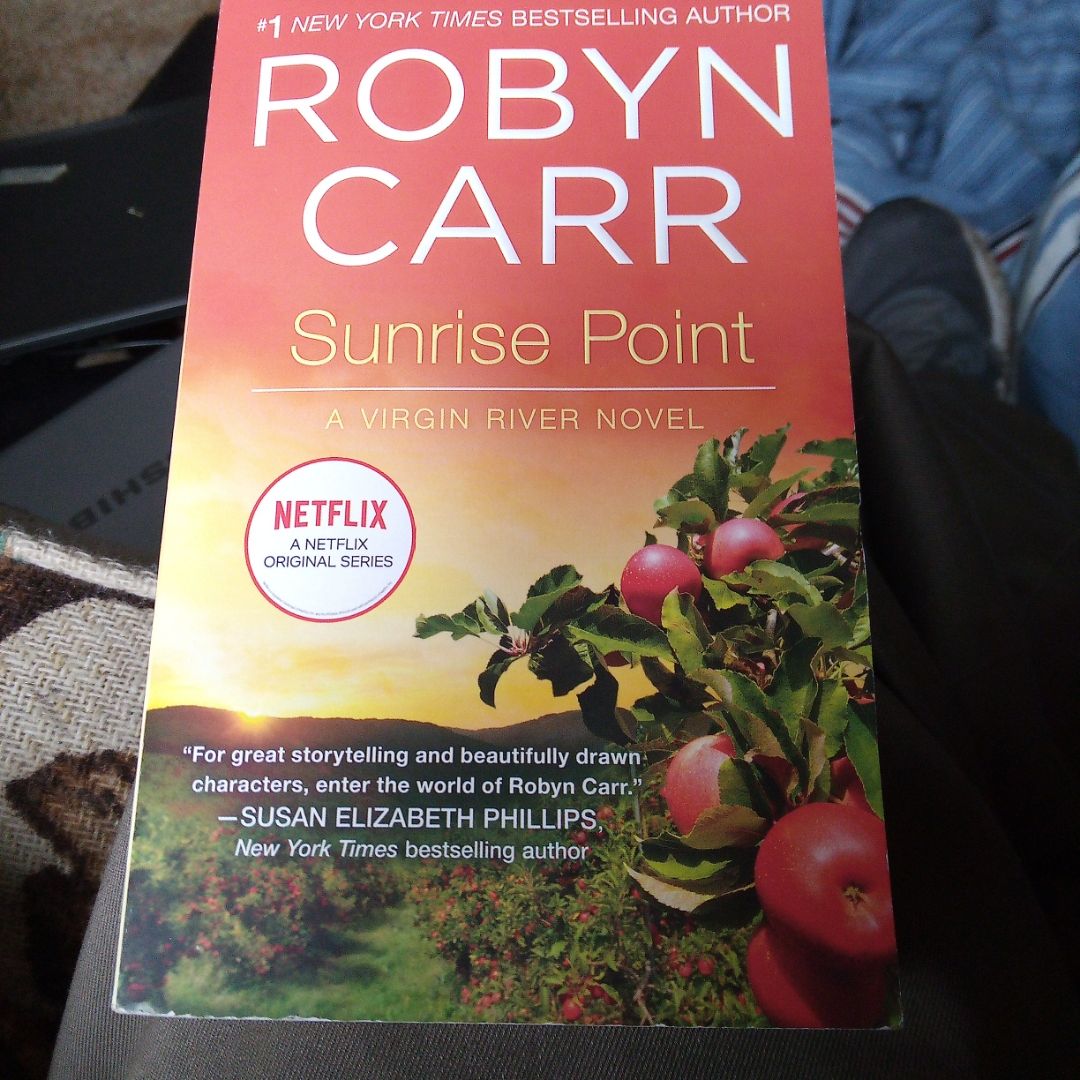 #1 NEW YORK TIMES BESTSELLING AUTHOR
ROBYN
CARR
Sunrise Point
A VIRGIN RIVER NOVEL
NETFLIX
A NETFLIX
ORIGINAL SERIES
“For great storytelling and beautifully drawn
characters, enter the world of Robyn Carr.”
—SUSAN ELIZABETH PHILLIPS,
New York Times bestselling author